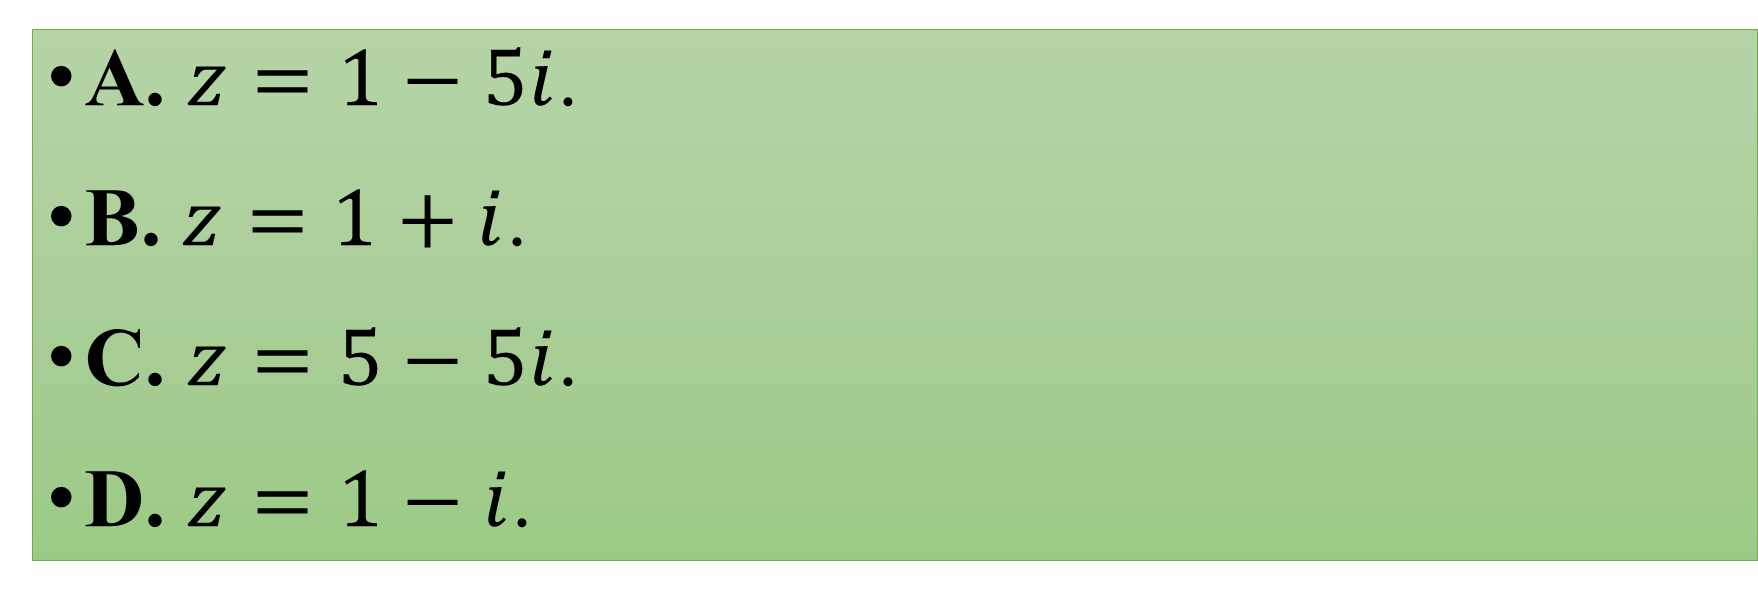 • A. z = 1 − 5i.
• B. z = 1 + i.
• C. z = 5 − 5i.
• D. z = 1 − i.